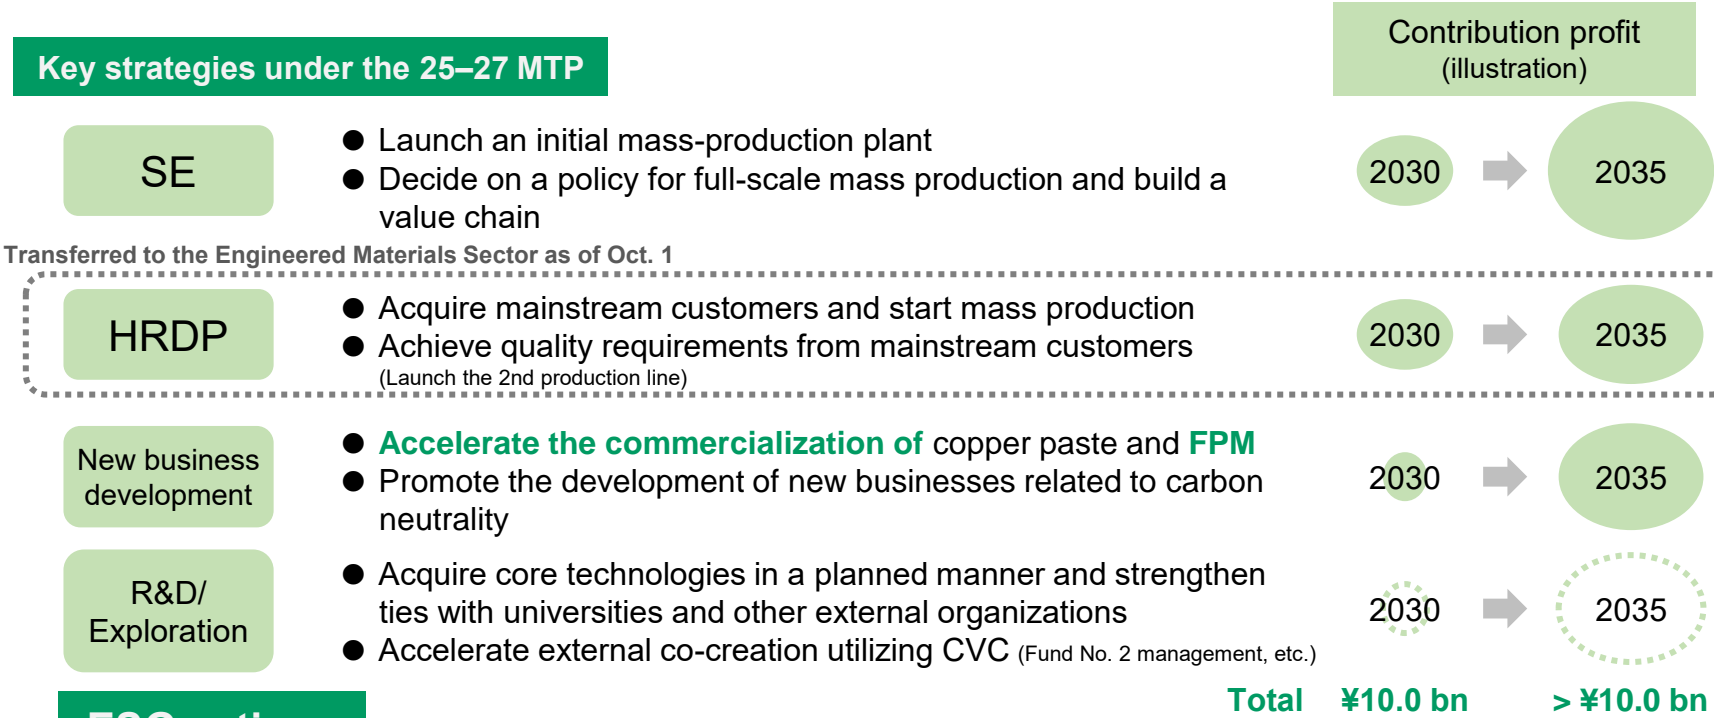 Contribution profit
(illustration)
Key strategies under the 25–27 MTP
SE
● Launch an initial mass-production plant
● Decide on a policy for full-scale mass production and build a
value chain
2030
2035
Transferred to the Engineered Materials Sector as of Oct. 1
HRDP
● Acquire mainstream customers and start mass production
● Achieve quality requirements from mainstream customers
(Launch the 2nd production line)
2030
2035
New business
development
● Accelerate the commercialization of copper paste and FPM
● Promote the development of new businesses related to carbon
neutrality
2030
2035
R&D/
Exploration
● Acquire core technologies in a planned manner and strengthen
ties with universities and other external organizations
● Accelerate external co-creation utilizing CVC (Fund No. 2 management, etc.)
2030
2035
Total ¥10.0 bn > ¥10.0 bn